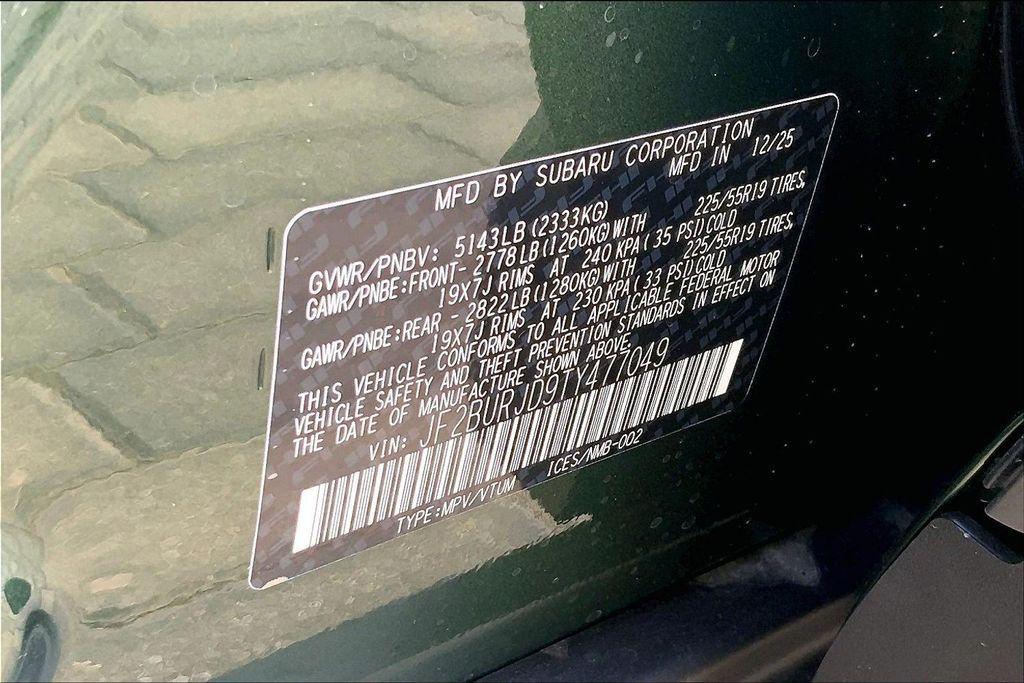 MFD BY SUBARU CORPORATION
MFD IN 12/25
GVWR/PNBV: 5143LB(2333KG)
GAWR/PNBE:FRONT- 2778LB(1260KG)WITH 225/55R19 TIRES,
19X7J RIMS AT 240 KPA(35 PSI)COLD
GAWR/PNBE:REAR - 2822LB(1280KG)WITH 225/55R19 TIRES,
19X7J RIMS AT 230 KPA(33 PSI)COLD
THIS VEHICLE CONFORMS TO ALL APPLICABLE FEDERAL MOTOR
VEHICLE SAFETY AND THEFT PREVENTION STANDARDS IN EFFECT ON
THE DATE OF MANUFACTURE SHOWN ABOVE.
VIN: JF2BURJD9TY477049
TYPE:MPV/VTUM ICES/NMB-002